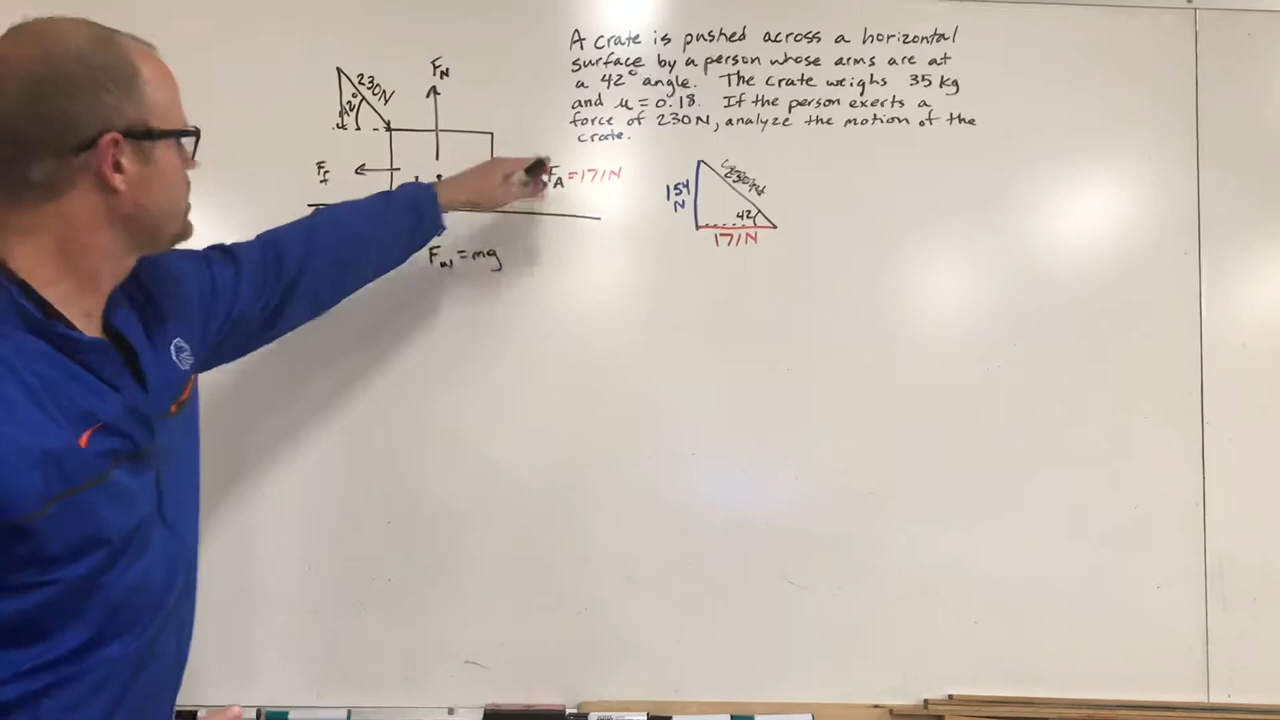 A crate is pushed across a horizontal
surface by a person whose arms are at
a 42° angle. The crate weighs 35 kg
and μ = 0.18. If the person exerts a
force of 230 N, analyze the motion of the
crate.
230N
42°
F_N
F_f
F_A = 171N
F_w = mg
154
N
42
171N